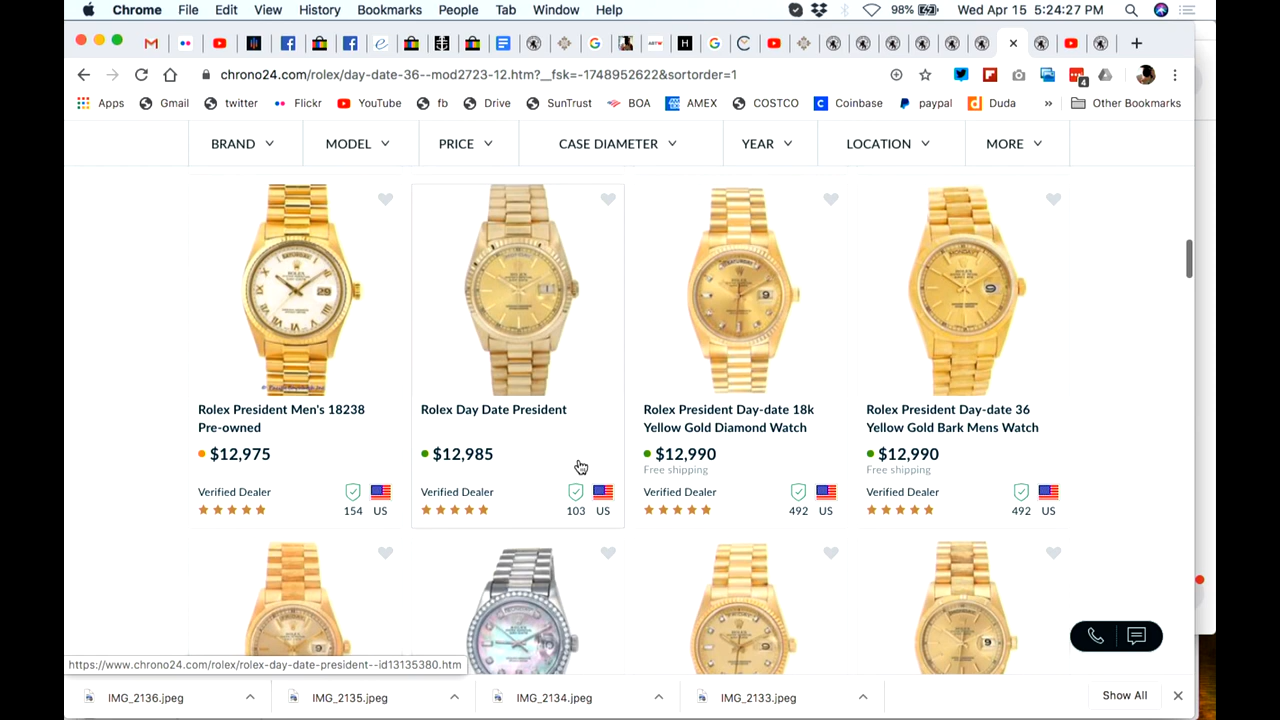 Chrome File Edit View History Bookmarks People Tab Window Help 98% Wed Apr 15 5:24:27 PM
chrono24.com/rolex/day-date-36--mod2723-12.htm?__fsk=-1748952622&sortorder=1
4
Apps Gmail twitter Flickr YouTube fb Drive SunTrust BOA AMEX COSTCO Coinbase paypal Duda » Other Bookmarks
BRAND MODEL PRICE CASE DIAMETER YEAR LOCATION MORE
Rolex President Men's 18238
Pre-owned
$12,975
Verified Dealer
154 US
Rolex Day Date President
$12,985
Verified Dealer
103 US
Rolex President Day-date 18k
Yellow Gold Diamond Watch
$12,990
Free shipping
Verified Dealer
492 US
Rolex President Day-date 36
Yellow Gold Bark Mens Watch
$12,990
Free shipping
Verified Dealer
492 US
https://www.chrono24.com/rolex/rolex-day-date-president--id13135380.htm
IMG_2136.jpeg IMG_2135.jpeg IMG_2134.jpeg IMG_2133.jpeg Show All